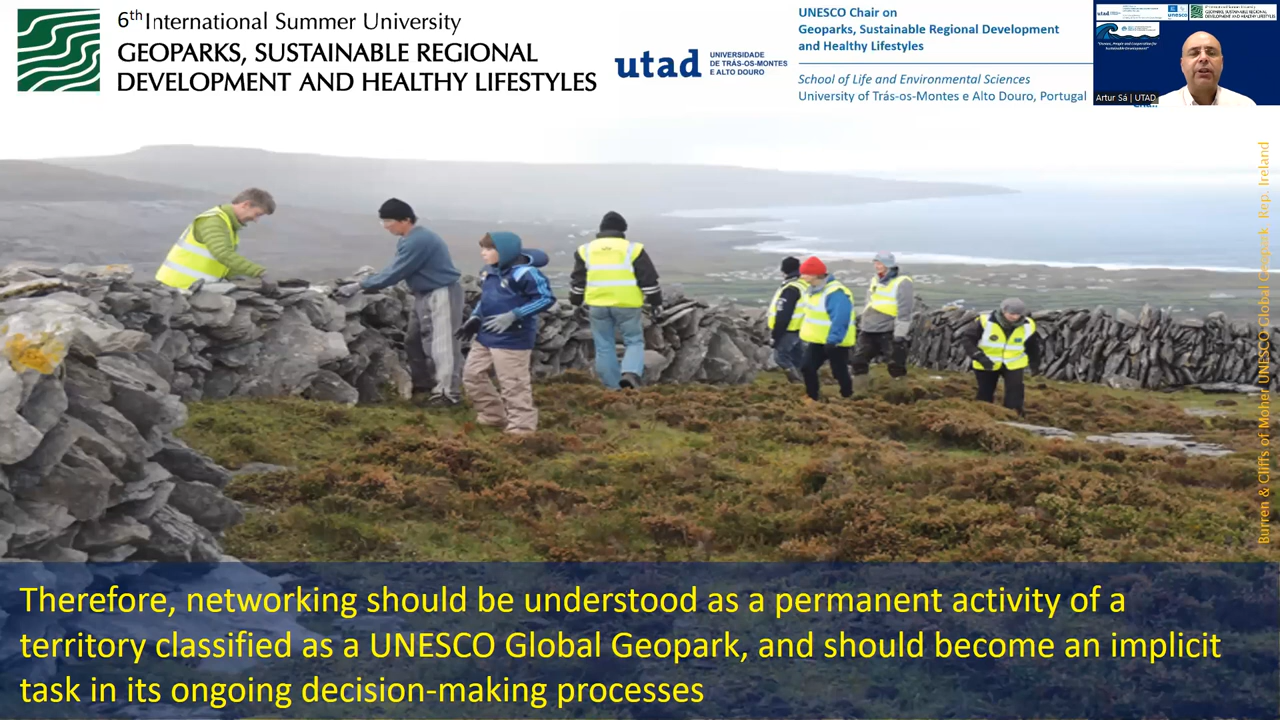 6th International Summer University
GEOPARKS, SUSTAINABLE REGIONAL
DEVELOPMENT AND HEALTHY LIFESTYLES
utad
UNIVERSIDADE
DE TRÁS-OS-MONTES
E ALTO DOURO
UNESCO Chair on
Geoparks, Sustainable Regional Development
and Healthy Lifestyles
School of Life and Environmental Sciences
University of Trás-os-Montes e Alto Douro, Portugal
Artur Sá | UTAD
Burren & Cliffs of Moher UNESCO Global Geopark Rep. Ireland
Therefore, networking should be understood as a permanent activity of a
territory classified as a UNESCO Global Geopark, and should become an implicit
task in its ongoing decision-making processes